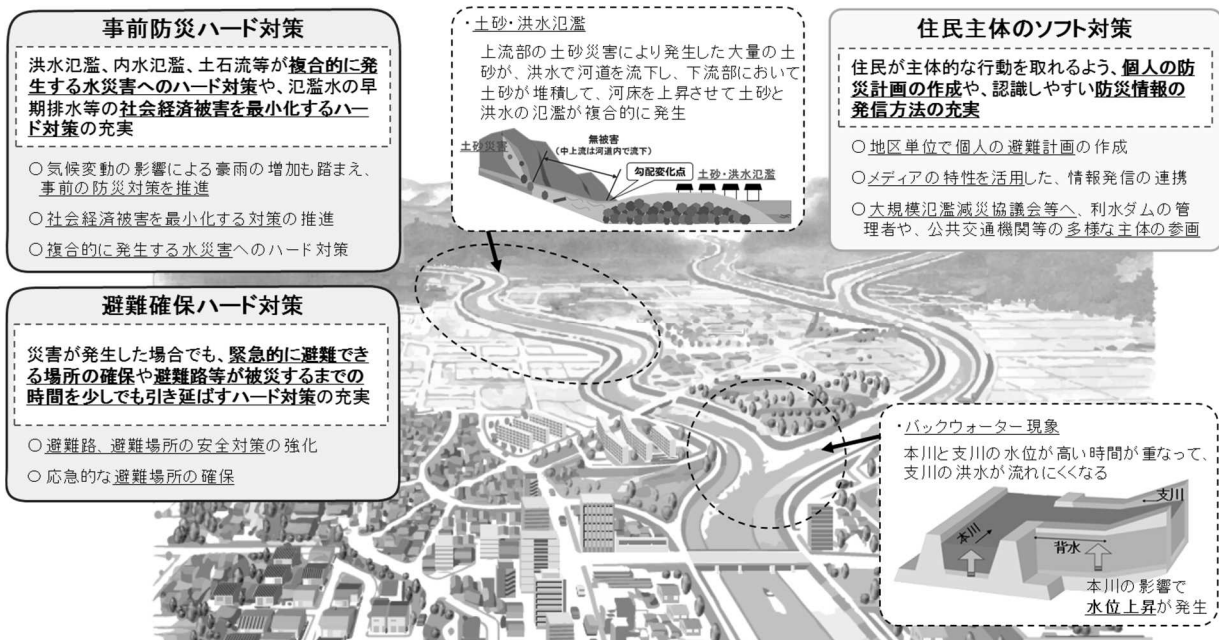 事前防災ハード対策
洪水氾濫、内水氾濫、土石流等が複合的に発
生する水災害へのハード対策や、氾濫水の早
期排水等の社会経済被害を最小化するハー
ド対策の充実
○気候変動の影響による豪雨の増加も踏まえ、
事前の防災対策を推進
○社会経済被害を最小化する対策の推進
○複合的に発生する水災害へのハード対策
避難確保ハード対策
災害が発生した場合でも、緊急的に避難でき
る場所の確保や避難路等が被災するまでの
時間を少しでも引き延ばすハード対策の充実
○避難路、避難場所の安全対策の強化
○応急的な避難場所の確保
・土砂・洪水氾濫
上流部の土砂災害により発生した大量の土
砂が、洪水で河道を流下し、下流部において
土砂が堆積して、河床を上昇させて土砂と
洪水の氾濫が複合的に発生
土砂災害
無被害
(中上流は河道内で流下)
勾配変化点
土砂・洪水氾濫
住民主体のソフト対策
住民が主体的な行動を取れるよう、個人の防
災計画の作成や、認識しやすい防災情報の
発信方法の充実
○地区単位で個人の避難計画の作成
○メディアの特性を活用した、情報発信の連携
○大規模氾濫減災協議会等へ、利水ダムの管
理者や、公共交通機関等の多様な主体の参画
・バックウォーター現象
本川と支川の水位が高い時間が重なって、
支川の洪水が流れにくくなる
支川
本川
背水
本川の影響で
水位上昇が発生